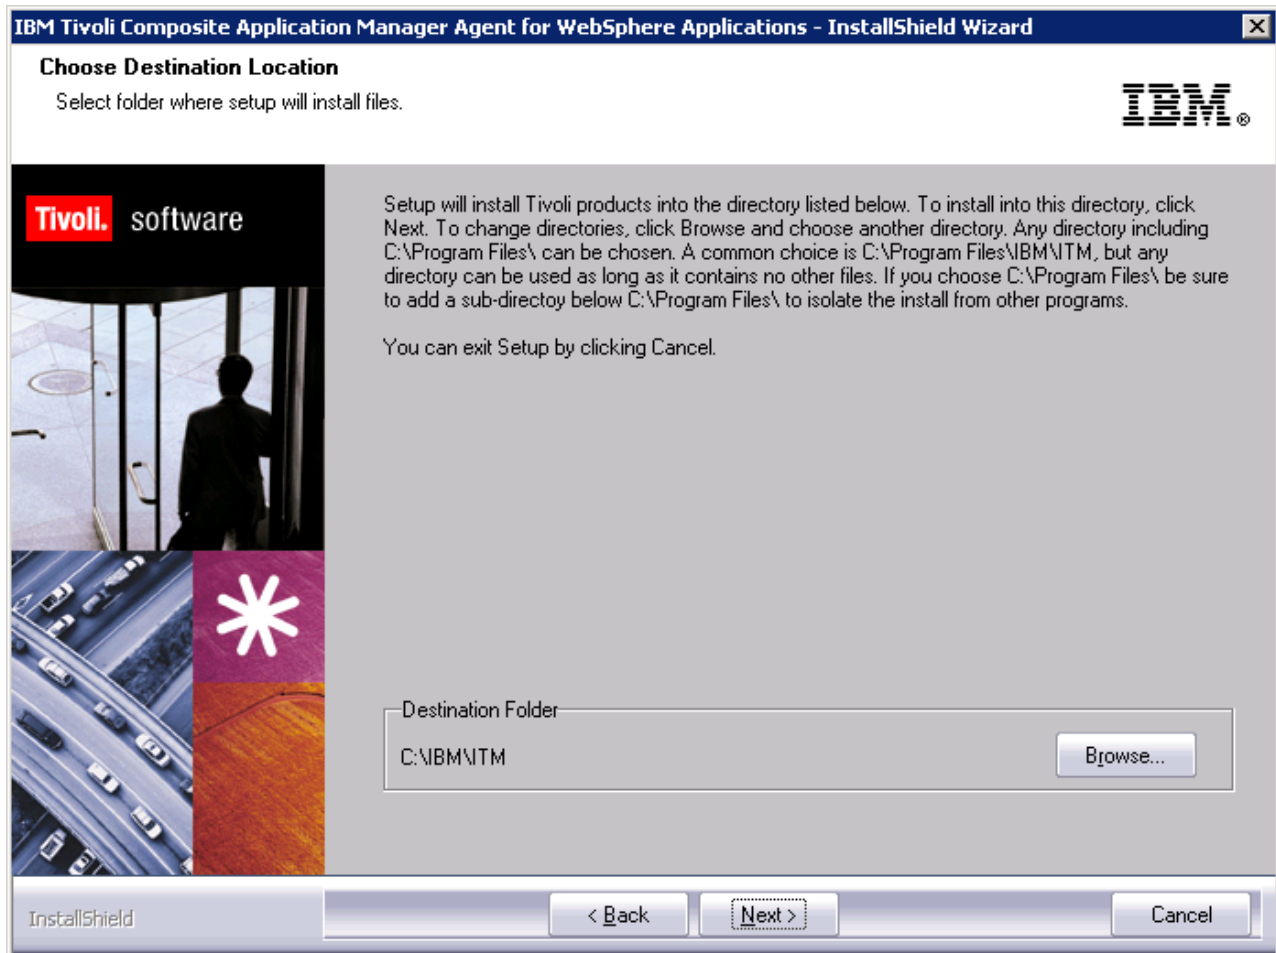 IBM Tivoli Composite Application Manager Agent for WebSphere Applications - InstallShield Wizard
Choose Destination Location
Select folder where setup will install files.
IBM®
Tivoli. software
Setup will install Tivoli products into the directory listed below. To install into this directory, click
Next. To change directories, click Browse and choose another directory. Any directory including
C:\Program Files\ can be chosen. A common choice is C:\Program Files\IBM\ITM, but any
directory can be used as long as it contains no other files. If you choose C:\Program Files\ be sure
to add a sub-directoy below C:\Program Files\ to isolate the install from other programs.
You can exit Setup by clicking Cancel.
Destination Folder
C:\IBM\ITM
Browse...
InstallShield
< Back
Next >
Cancel